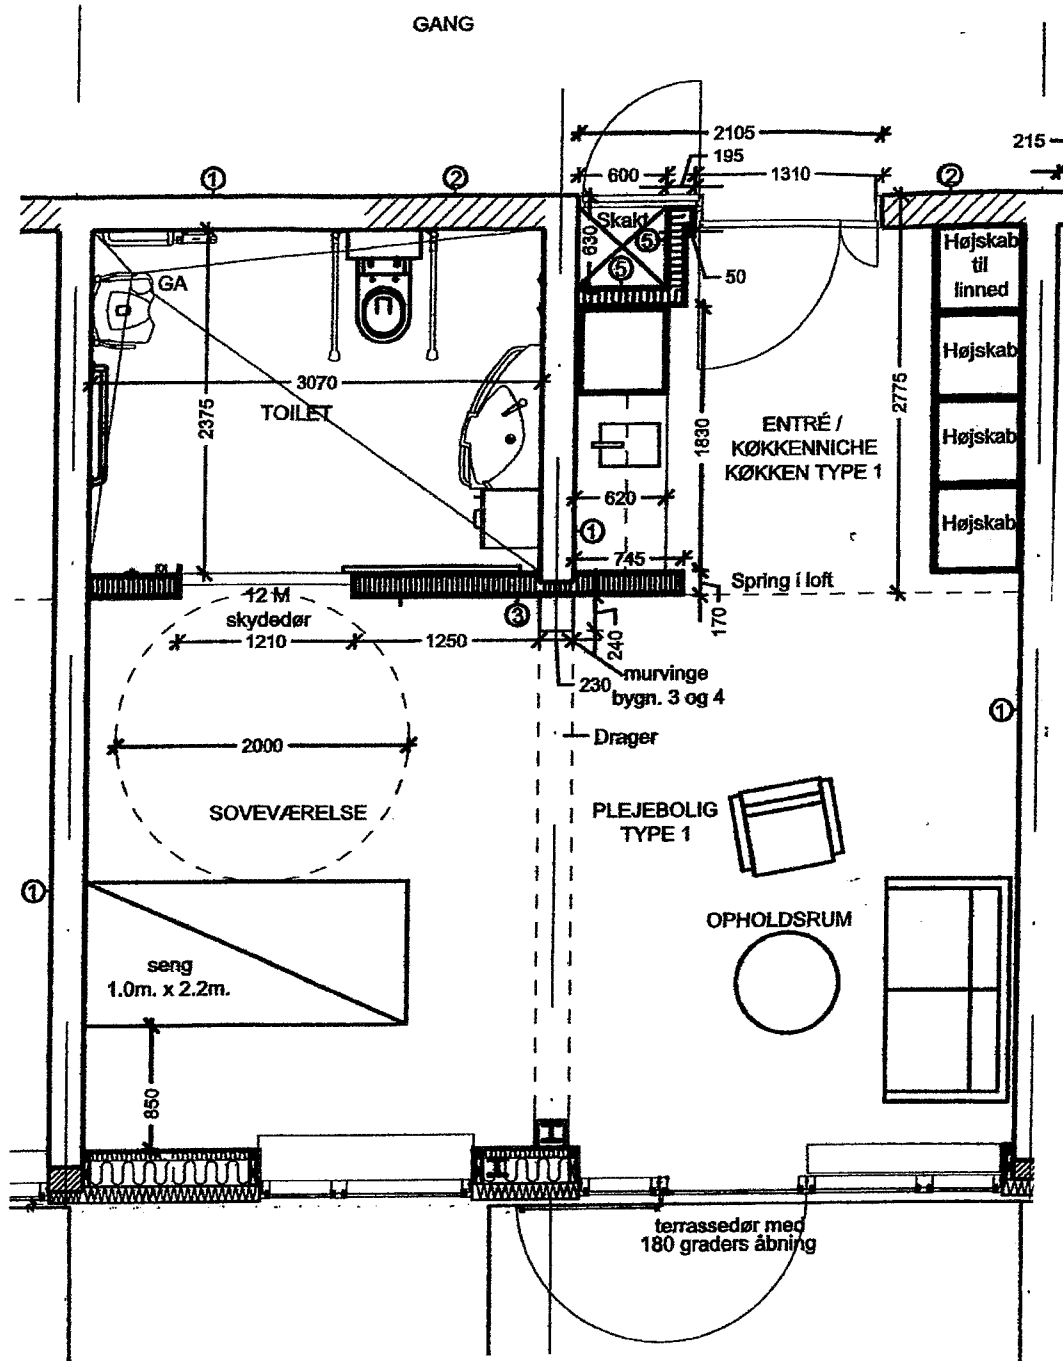 GANG
2105
215
195
600
1310
①
②
②
Skakt
630
⑤
⑤
50
Højskab
til
linned
GA
3070
2375
TOILET
Højskab
2775
1830
ENTRÉ /
KØKKENNICHE
KØKKEN TYPE 1
Højskab
620
Højskab
①
745
Spring i loft
170
12 M
skydedør
③
1210
1250
240
230
murvinge
bygn. 3 og 4
①
Drager
2000
SOVEVÆRELSE
PLEJEBOLIG
TYPE 1
①
OPHOLDSRUM
seng
1.0m. x 2.2m.
850
terrassedør med
180 graders åbning